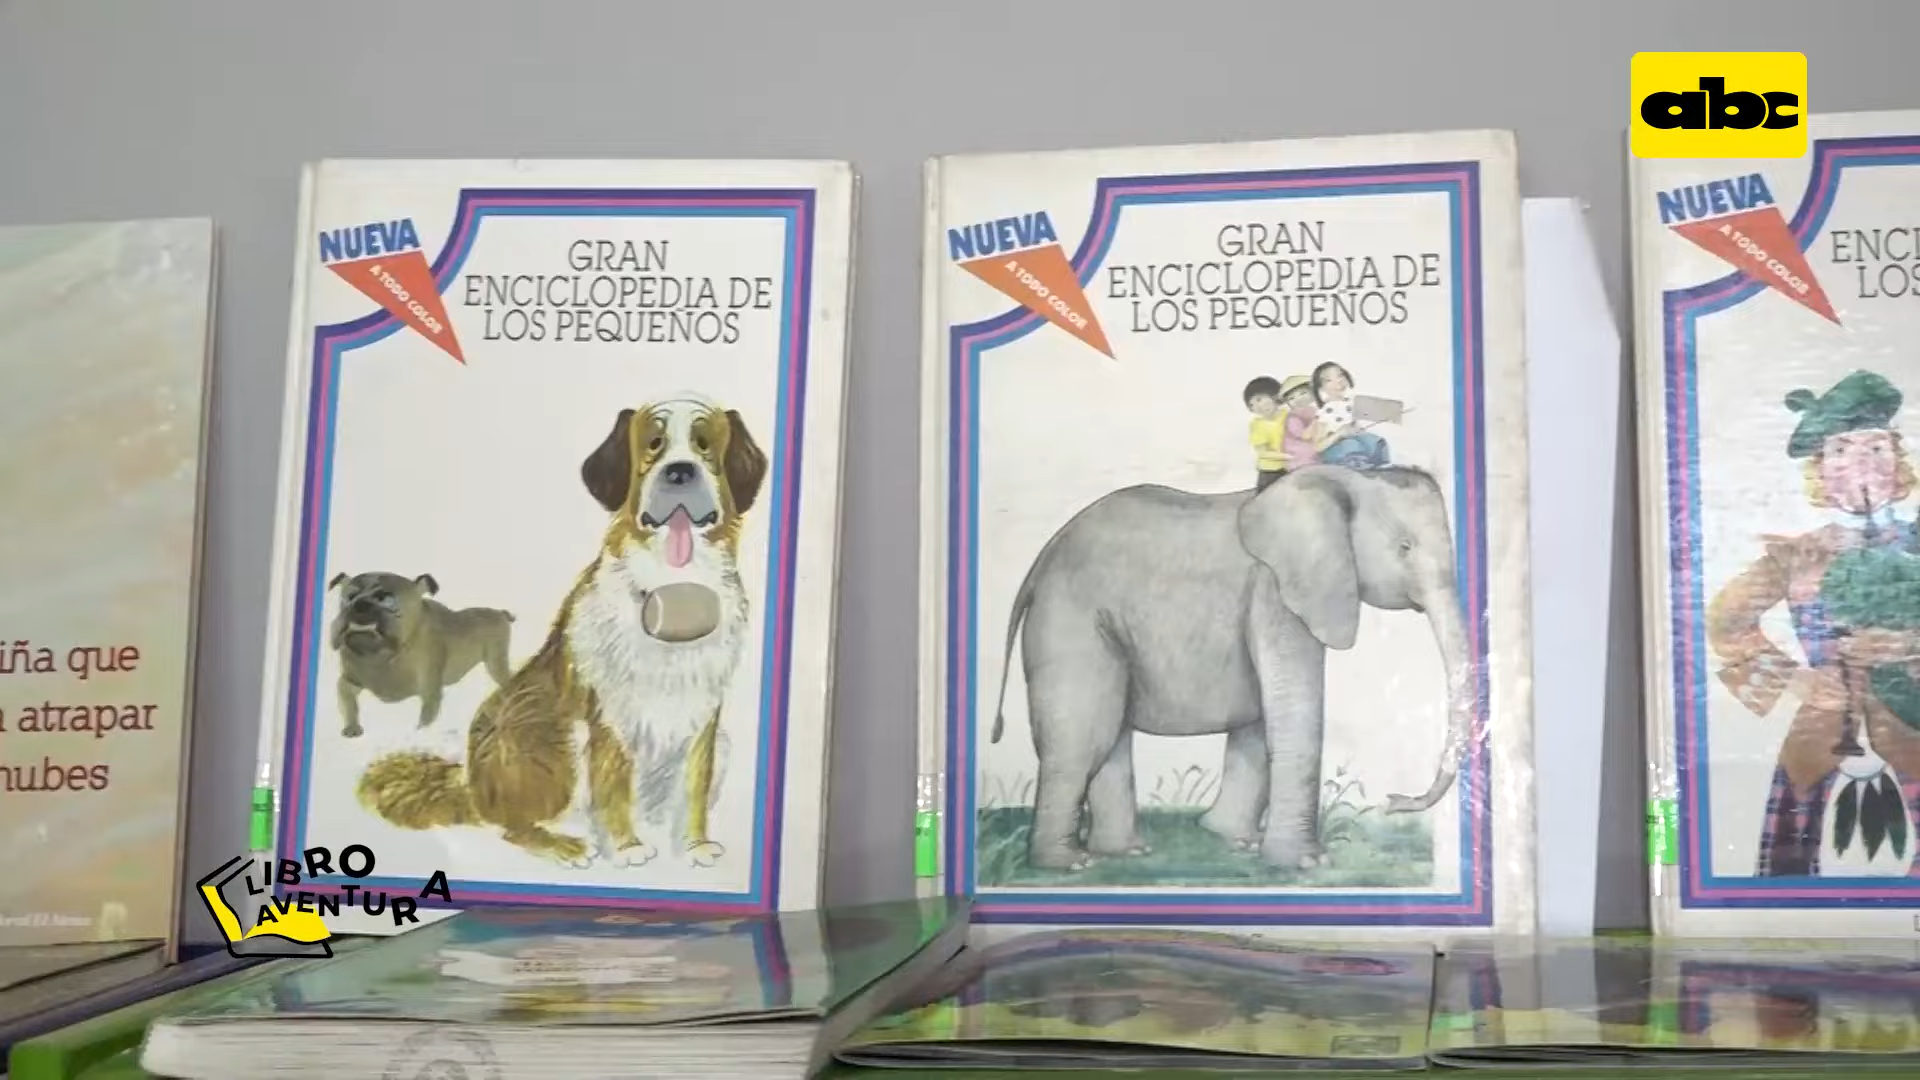 abc
NUEVA
A TODO COLOR
GRAN
ENCICLOPEDIA DE
LOS PEQUEÑOS
NUEVA
A TODO COLOR
GRAN
ENCICLOPEDIA DE
LOS PEQUEÑOS
NUEVA
A TODO COLOR
ENCI
LOS
iña que
atrapar
nubes
LIBRO
AVENTURA